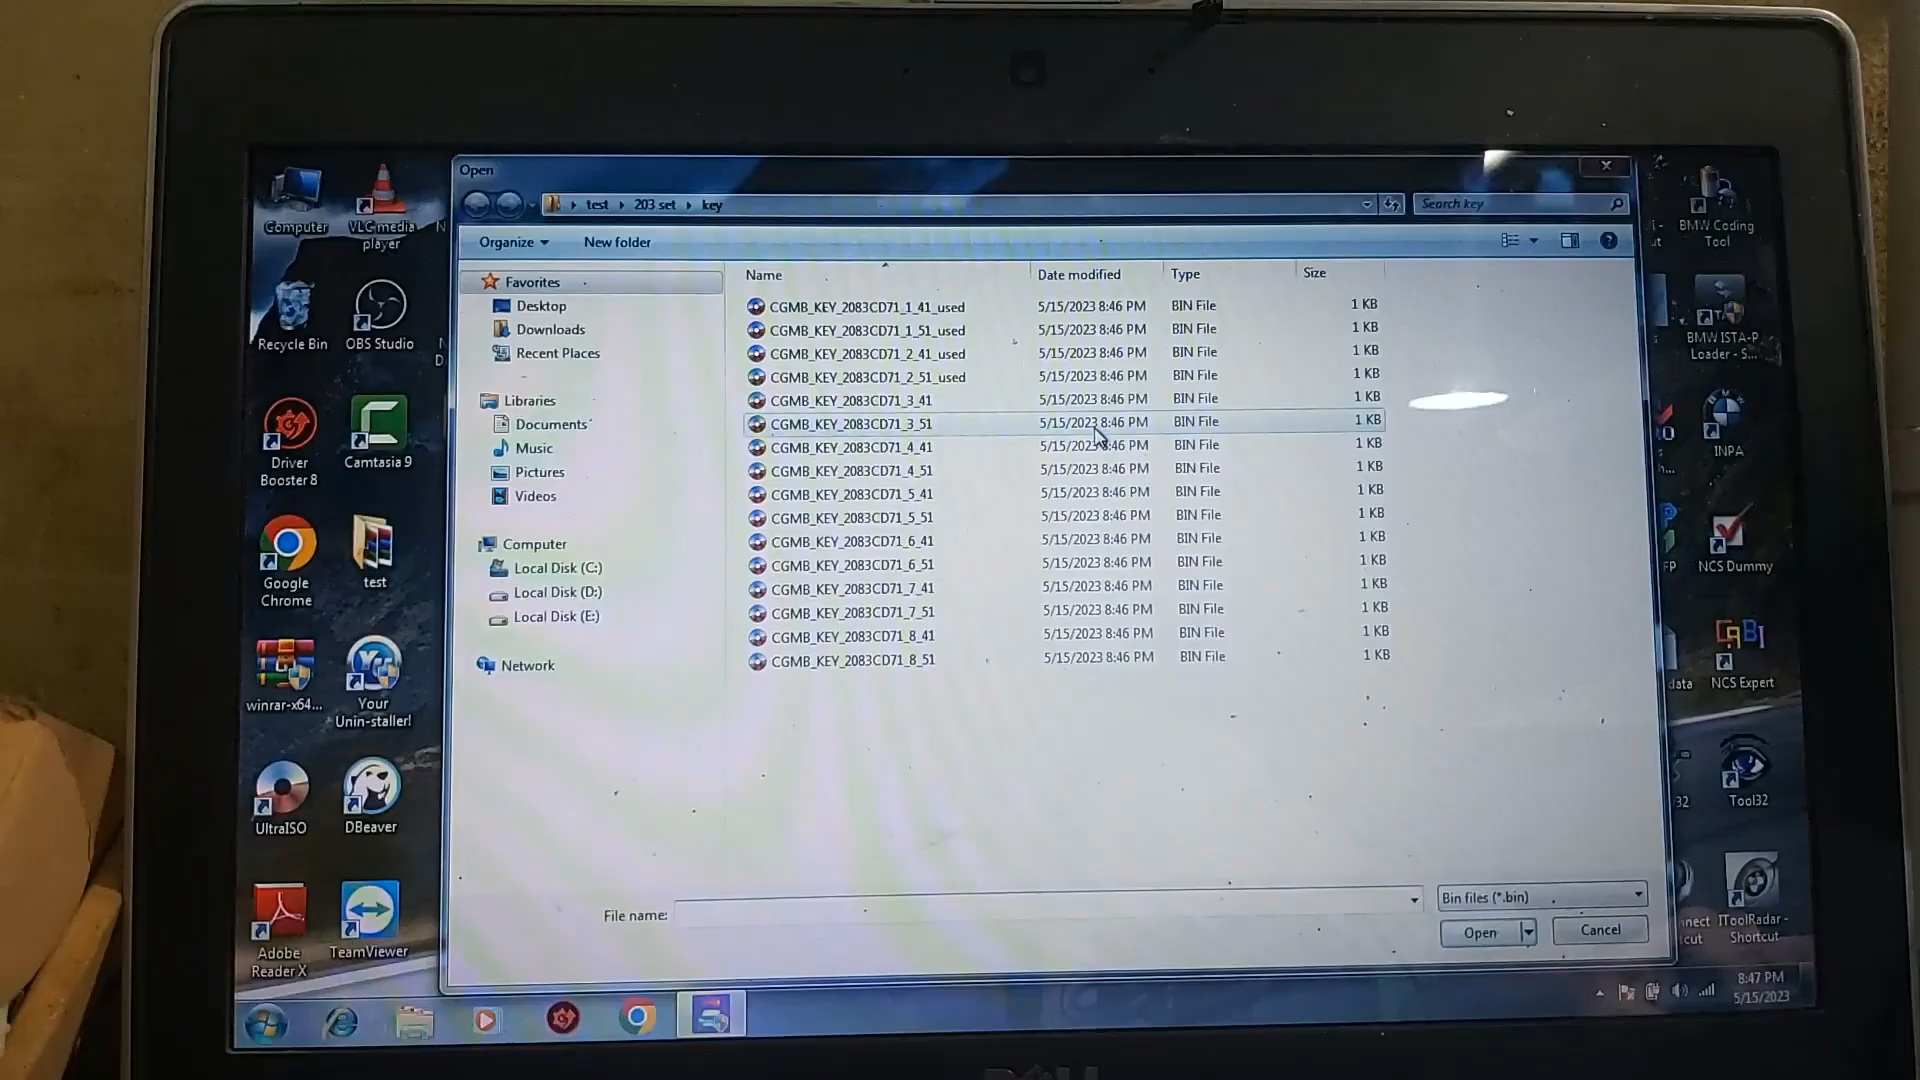 Open
test
203 set
key
Search key
Organize
New folder
Name
Date modified
Type
Size
Favorites
Desktop
Downloads
Recent Places
Libraries
Documents
Music
Pictures
Videos
Computer
Local Disk (C:)
Local Disk (D:)
Local Disk (E:)
Network
CGMB_KEY_2083CD71_1_41_used 5/15/2023 8:46 PM BIN File 1 KB
CGMB_KEY_2083CD71_1_51_used 5/15/2023 8:46 PM BIN File 1 KB
CGMB_KEY_2083CD71_2_41_used 5/15/2023 8:46 PM BIN File 1 KB
CGMB_KEY_2083CD71_2_51_used 5/15/2023 8:46 PM BIN File 1 KB
CGMB_KEY_2083CD71_3_41 5/15/2023 8:46 PM BIN File 1 KB
CGMB_KEY_2083CD71_3_51 5/15/2023 8:46 PM BIN File 1 KB
CGMB_KEY_2083CD71_4_41 5/15/2023 8:46 PM BIN File 1 KB
CGMB_KEY_2083CD71_4_51 5/15/2023 8:46 PM BIN File 1 KB
CGMB_KEY_2083CD71_5_41 5/15/2023 8:46 PM BIN File 1 KB
CGMB_KEY_2083CD71_5_51 5/15/2023 8:46 PM BIN File 1 KB
CGMB_KEY_2083CD71_6_41 5/15/2023 8:46 PM BIN File 1 KB
CGMB_KEY_2083CD71_6_51 5/15/2023 8:46 PM BIN File 1 KB
CGMB_KEY_2083CD71_7_41 5/15/2023 8:46 PM BIN File 1 KB
CGMB_KEY_2083CD71_7_51 5/15/2023 8:46 PM BIN File 1 KB
CGMB_KEY_2083CD71_8_41 5/15/2023 8:46 PM BIN File 1 KB
CGMB_KEY_2083CD71_8_51 5/15/2023 8:46 PM BIN File 1 KB
File name:
Bin files (*.bin)
Open
Cancel
Computer
VLC media
player
Recycle Bin
OBS Studio
Driver
Booster 8
Camtasia 9
Google
Chrome
test
winrar-x64...
Your
Unin-staller!
UltraISO
DBeaver
Adobe
Reader X
TeamViewer
BMW Coding
Tool
BMW ISTA-P
Loader - S...
INPA
FP
NCS Dummy
data
NCS Expert
32
Tool32
nnect
cut
IToolRadar -
Shortcut
8:47 PM
5/15/2023